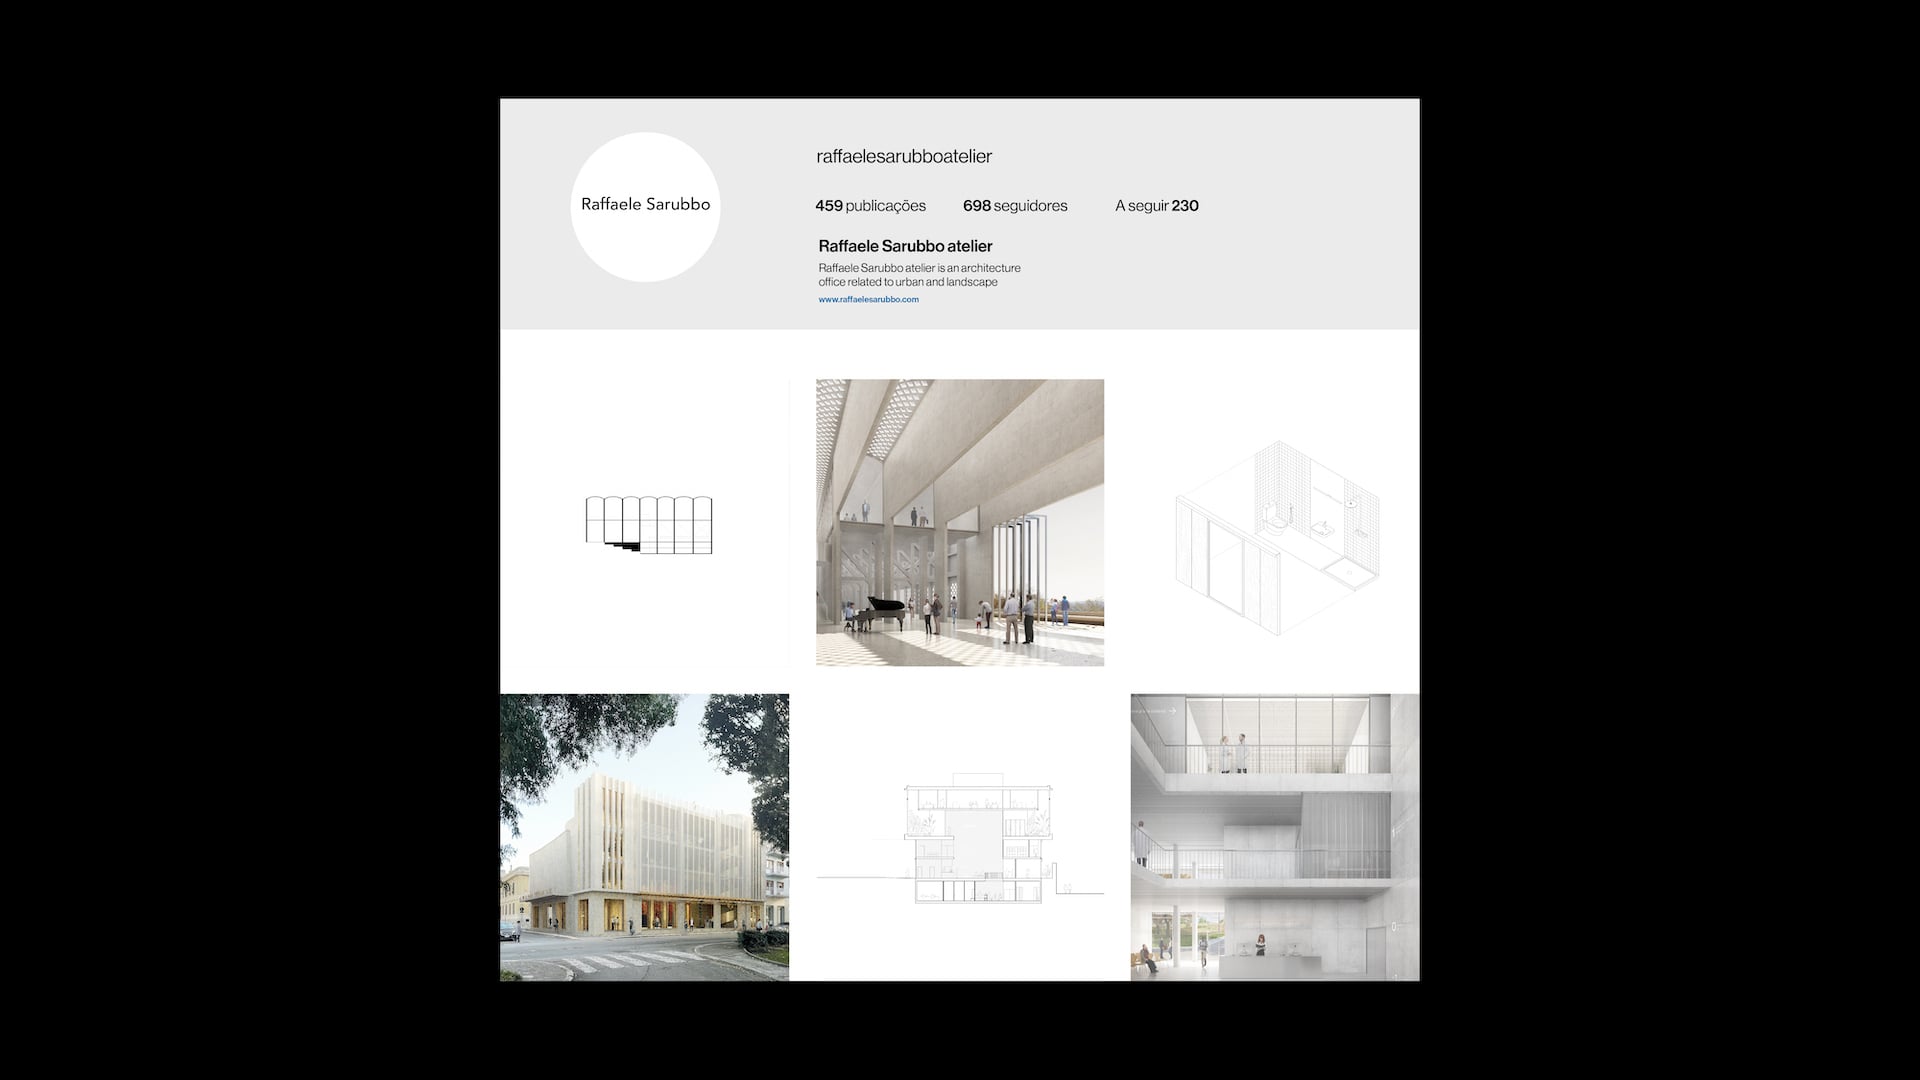 Raffaele Sarubbo
raffaelesarubboatelier
459 publicações 698 seguidores A seguir 230
Raffaele Sarubbo atelier
Raffaele Sarubbo atelier is an architecture
office related to urban and landscape
www.raffaelesarubbo.com